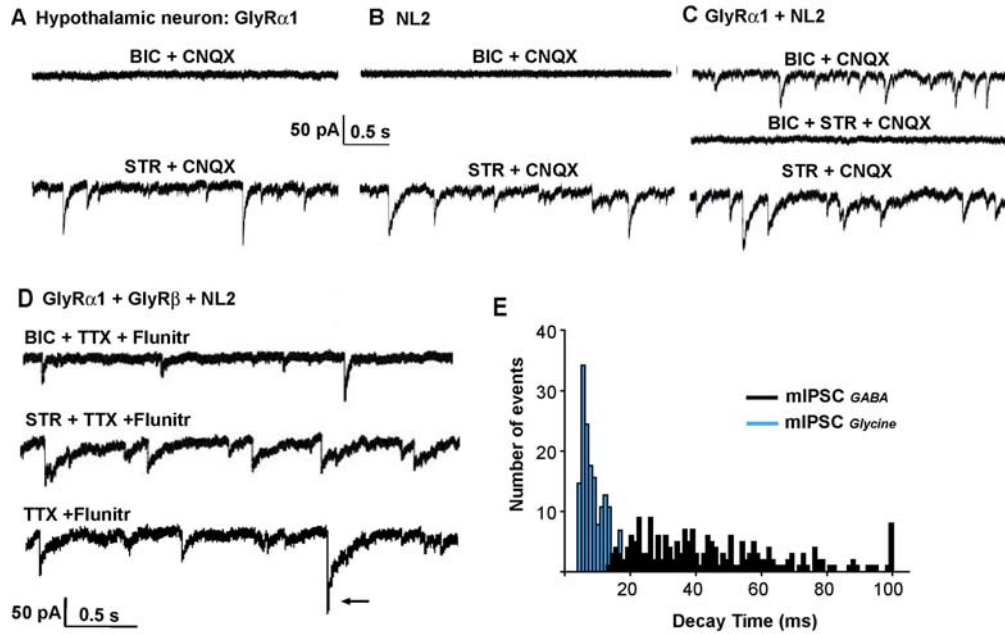 A Hypothalamic neuron: GlyRα1
BIC + CNQX
50 pA 0.5 s
STR + CNQX
B NL2
BIC + CNQX
STR + CNQX
C GlyRα1 + NL2
BIC + CNQX
BIC + STR + CNQX
STR + CNQX
D GlyRα1 + GlyRβ + NL2
BIC + TTX + Flunitr
STR + TTX +Flunitr
TTX +Flunitr
50 pA 0.5 s
E
40
30
20
10
Number of events
mIPSC GABA
mIPSC Glycine
20 40 60 80 100
Decay Time (ms)